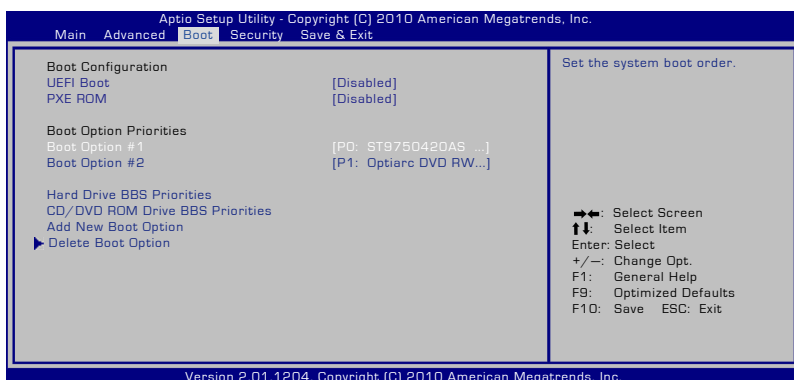 Aptio Setup Utility - Copyright (C) 2010 American Megatrends, Inc.
Main Advanced Boot Security Save & Exit
Boot Configuration
UEFI Boot [Disabled]
PXE ROM [Disabled]
Boot Option Priorities
Boot Option #1 [P0: ST9750420AS ...]
Boot Option #2 [P1: Optiarc DVD RW...]
Hard Drive BBS Priorities
CD/DVD ROM Drive BBS Priorities
Add New Boot Option
Delete Boot Option
Set the system boot order.
→←: Select Screen
↑↓: Select Item
Enter: Select
+/—: Change Opt.
F1: General Help
F9: Optimized Defaults
F10: Save ESC: Exit
Version 2.01.1204. Copyright (C) 2010 American Megatrends, Inc.